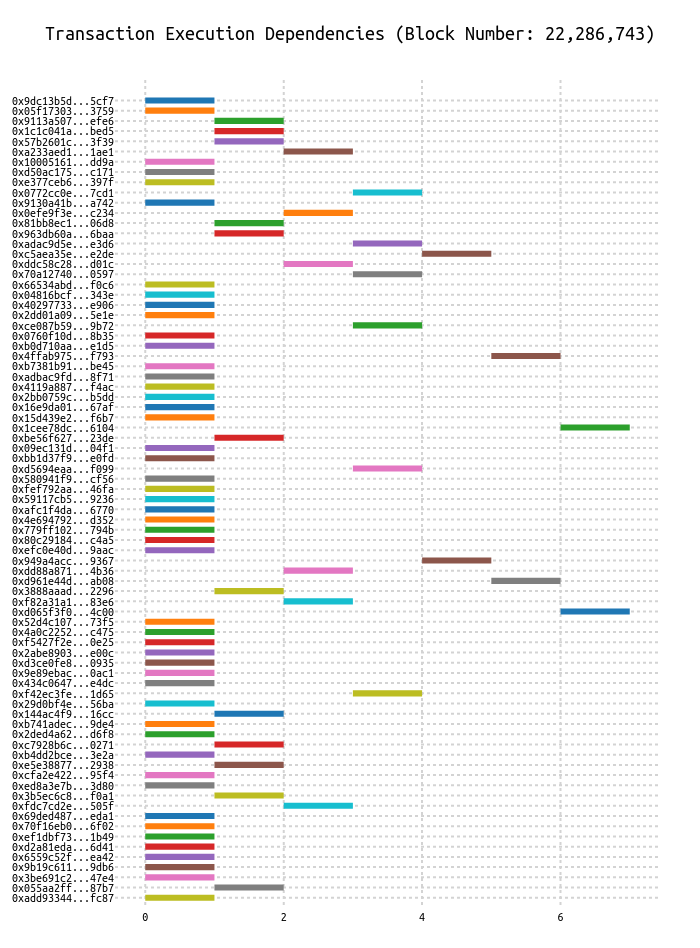 Transaction Execution Dependencies (Block Number: 22,286,743)
0x9dc13b5d...5cf7
0x05f17303...3759
0x9113a507...efe6
0x1c1c041a...bed5
0x57b2601c...3f39
0xa233aed1...1ae1
0x10005161...dd9a
0xd50ac175...c171
0xe377ceb6...397f
0x0772cc0e...7cd1
0x9130a41b...a742
0x0efe9f3e...c234
0x81bb8ec1...06d8
0x963db60a...6baa
0xadac9d5e...e3d6
0xc5aea35e...e2de
0xddc58c28...d01c
0x70a12740...0597
0x66534abd...f0c6
0x04816bcf...343e
0x40297733...e906
0x2dd01a09...5e1e
0xce087b59...9b72
0x0760f10d...8b35
0xb0d710aa...e1d5
0x4ffab975...f793
0xb7381b91...be45
0xadbac9fd...8f71
0x4119a887...f4ac
0x2bb0759c...b5dd
0x16e9da01...67af
0x15d439e2...f6b7
0x1cee78dc...6104
0xbe56f627...23de
0x09ec131d...04f1
0xbb1d37f9...e0fd
0xd5694eaa...f099
0x580941f9...cf56
0xfef792aa...46fa
0x59117cb5...9236
0xafc1f4da...6770
0x4e694792...d352
0x779ff102...794b
0x80c29184...c4a5
0xefc0e40d...9aac
0x949a4acc...9367
0xdd88a871...4b36
0xd961e44d...ab08
0x3888aaad...2296
0xf82a31a1...83e6
0xd065f3f0...4c00
0x52d4c107...73f5
0x4a0c2252...c475
0xf5427f2e...0e25
0x2abe8903...e00c
0xd3ce0fe8...0935
0x9e89ebac...0ac1
0x434c0647...e4dc
0xf42ec3fe...1d65
0x29d0bf4e...56ba
0x144ac4f9...16cc
0xb741adec...9de4
0x2ded4a62...d6f8
0xc7928b6c...0271
0xb4dd2bce...3e2a
0xe5e38877...2938
0xcfa2e422...95f4
0xed8a3e7b...3d80
0x3b5ec6c8...f0a1
0xfdc7cd2e...505f
0x69ded487...eda1
0x70f16eb0...6f02
0xef1dbf73...1b49
0xd2a81eda...6d41
0x6559c52f...ea42
0x9b19c611...9db6
0x3be691c2...47e4
0x055aa2ff...87b7
0xadd93344...fc87
0 2 4 6